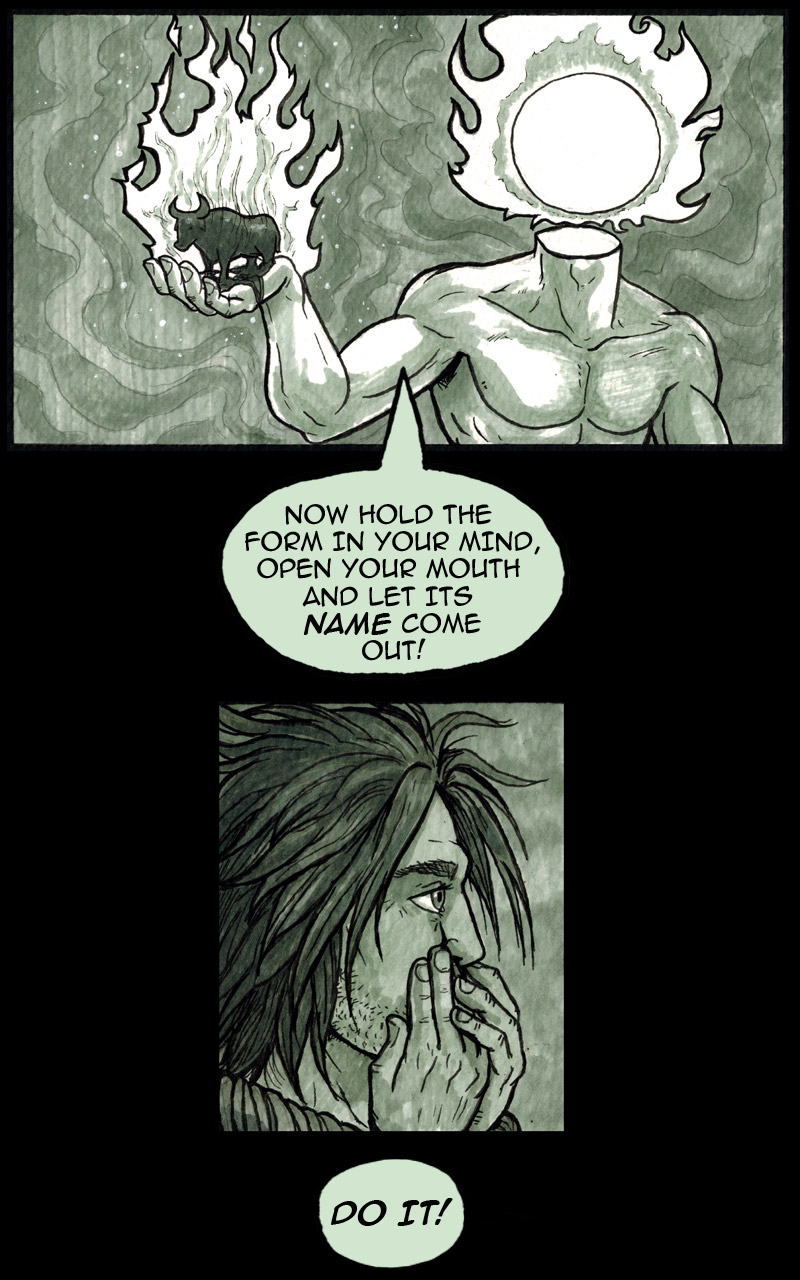 NOW HOLD THE
FORM IN YOUR MIND,
OPEN YOUR MOUTH
AND LET ITS
NAME COME
OUT!
DO IT!